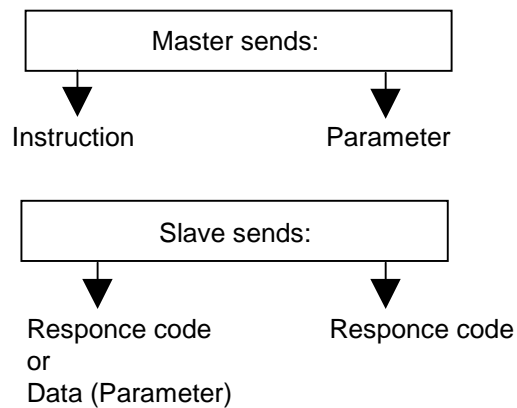 Master sends:
Instruction
Parameter
Slave sends:
Responce code
or
Data (Parameter)
Responce code